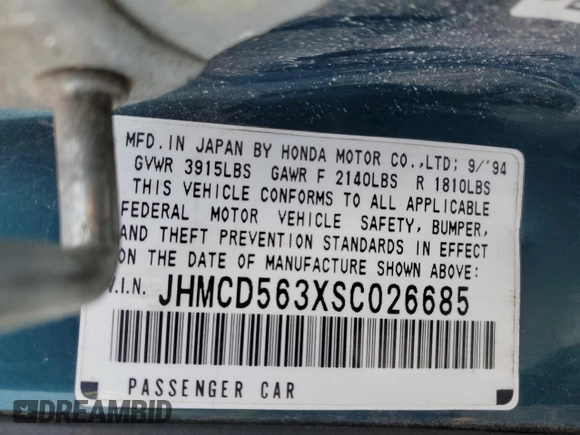 MFD. IN JAPAN BY HONDA MOTOR CO., LTD; 9/'94
GVWR 3915LBS GAWR F 2140LBS R 1810LBS
THIS VEHICLE CONFORMS TO ALL APPLICABLE
FEDERAL MOTOR VEHICLE SAFETY, BUMPER,
AND THEFT PREVENTION STANDARDS IN EFFECT
ON THE DATE OF MANUFACTURE SHOWN ABOVE:
V.I.N. JHMCD563XSC026685
PASSENGER CAR
DREAMBID